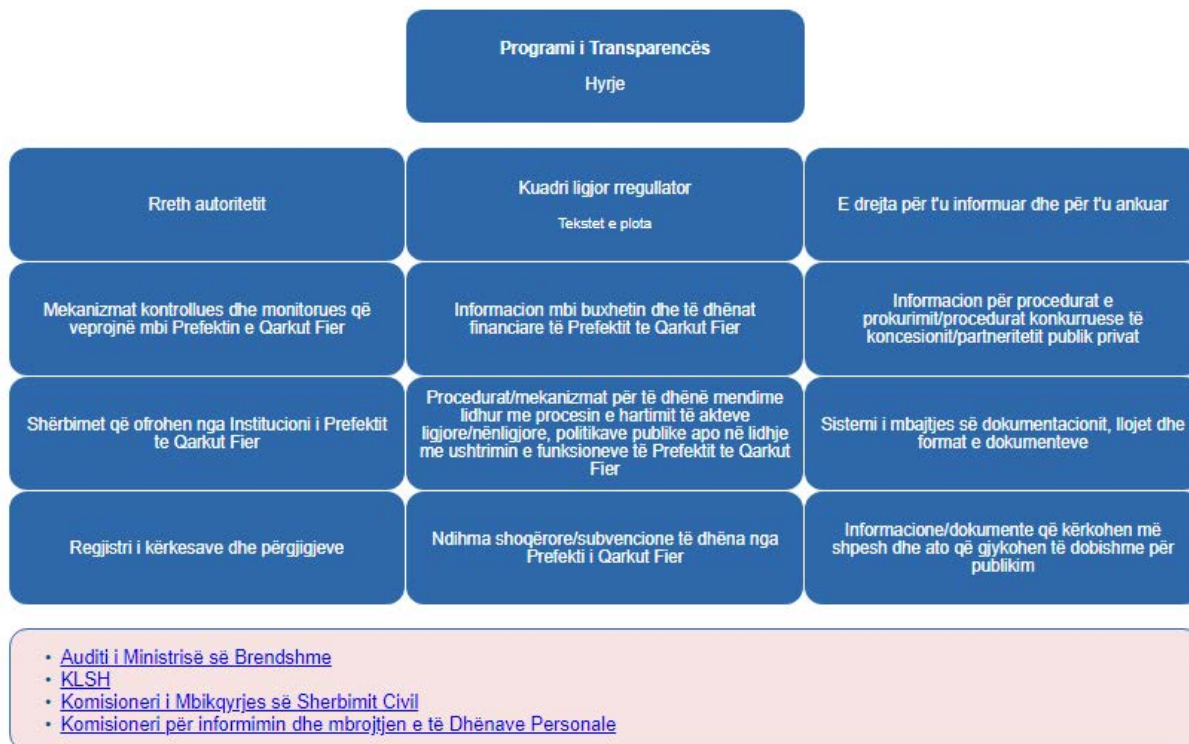 Programi i Transparencës
Hyrje
Rreth autoritetit
Kuadri ligjor rregullator
Tekstet e plota
E drejta për t'u informuar dhe për t'u ankuar
Mekanizmat kontrollues dhe monitorues që
veprojnë mbi Prefektin e Qarkut Fier
Informacion mbi buxhetin dhe të dhënat
financiare të Prefektit te Qarkut Fier
Informacion për procedurat e
prokurimit/procedurat konkurruese të
koncesionit/partneritetit publik privat
Shërbimet që ofrohen nga Institucioni i Prefektit
te Qarkut Fier
Procedurat/mekanizmat për të dhënë mendime
lidhur me procesin e hartimit të akteve
ligjore/nënligjore, politikave publike apo në lidhje
me ushtrimin e funksioneve të Prefektit te Qarkut
Fier
Sistemi i mbajtjes së dokumentacionit, llojet dhe
format e dokumenteve
Regjistri i kërkesave dhe përgjigjeve
Ndihma shoqërore/subvencione të dhëna nga
Prefekti i Qarkut Fier
Informacione/dokumente që kërkohen më
shpesh dhe ato që gjykohen të dobishme për
publikim
• Auditi i Ministrisë së Brendshme
• KLSH
• Komisioneri i Mbikqyrjes së Sherbimit Civil
• Komisioneri për informimin dhe mbrojtjen e të Dhënave Personale